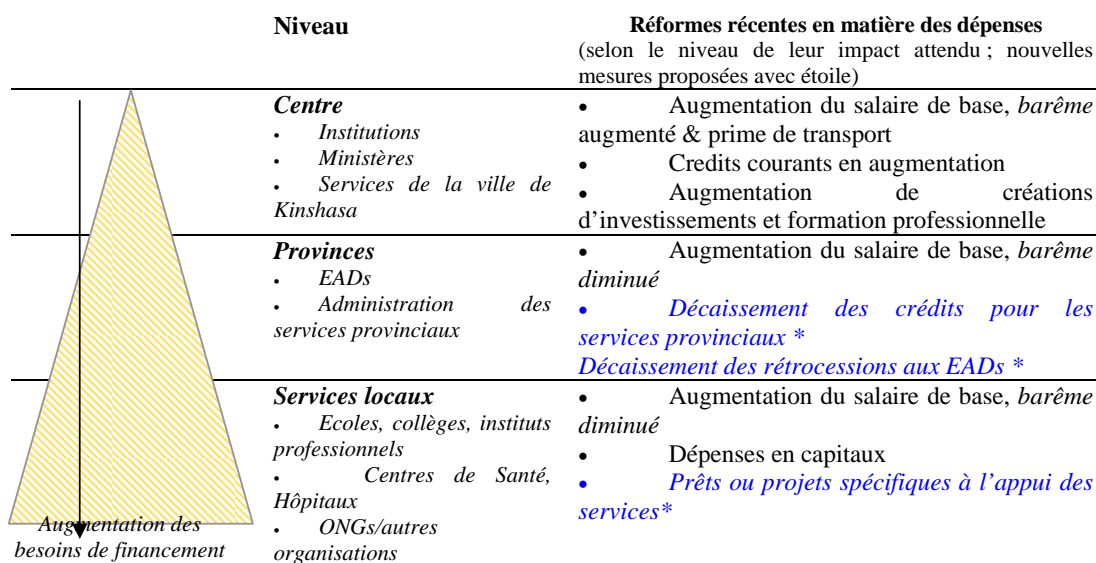 Niveau
Réformes récentes en matière des dépenses
(selon le niveau de leur impact attendu ; nouvelles
mesures proposées avec étoile)
Centre
• Institutions
• Ministères
• Services de la ville de
Kinshasa
• Augmentation du salaire de base, barême
augmenté & prime de transport
• Credits courants en augmentation
• Augmentation de créations
d’investissements et formation professionnelle
Provinces
• EADs
• Administration des
services provinciaux
• Augmentation du salaire de base, barême
diminué
• Décaissement des crédits pour les
services provinciaux *
Décaissement des rétrocessions aux EADs *
Services locaux
• Ecoles, collèges, instituts
professionnels
• Centres de Santé,
Hôpitaux
• ONGs/autres
organisations
• Augmentation du salaire de base, barême
diminué
• Dépenses en capitaux
• Prêts ou projets spécifiques à l’appui des
services*
Augmentation des
besoins de financement